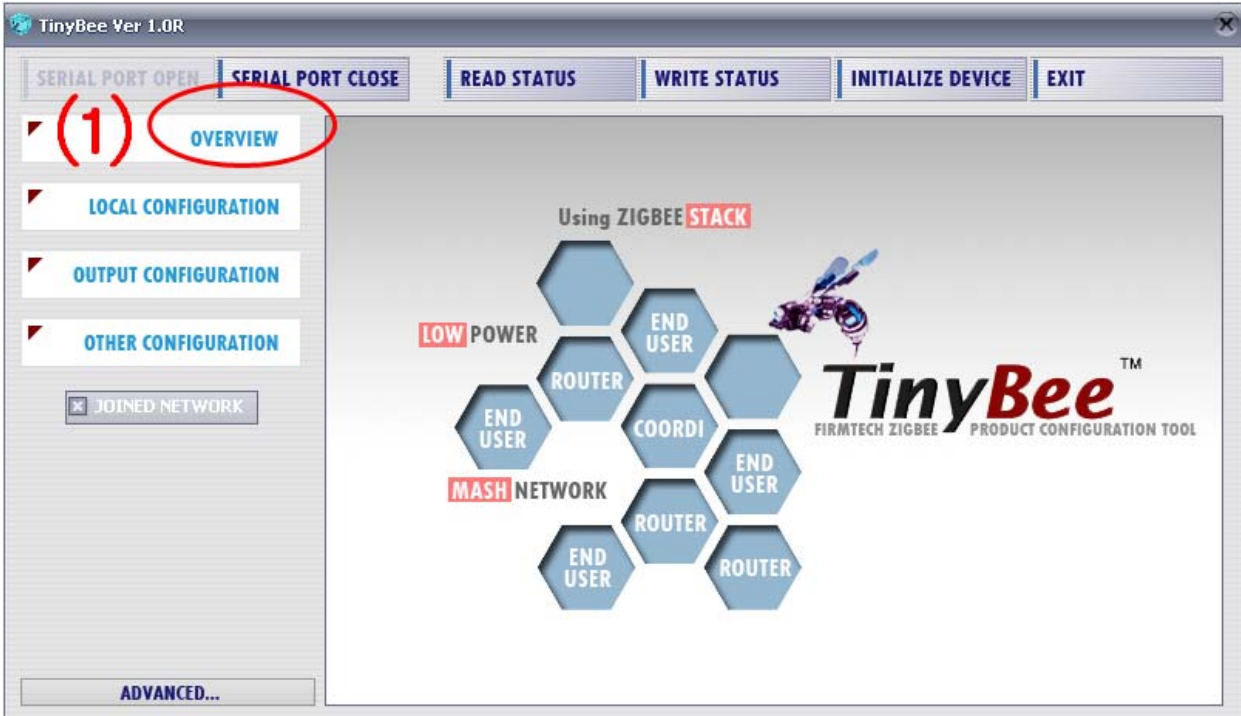 TinyBee Ver 1.0R
SERIAL PORT OPEN
SERIAL PORT CLOSE
READ STATUS
WRITE STATUS
INITIALIZE DEVICE
EXIT
(1)
OVERVIEW
LOCAL CONFIGURATION
OUTPUT CONFIGURATION
OTHER CONFIGURATION
JOINED NETWORK
ADVANCED...
Using ZIGBEE STACK
END
USER
LOW POWER
ROUTER
END
USER
COORDI
END
USER
MASH NETWORK
ROUTER
END
USER
ROUTER
TinyBee TM
FIRMTECH ZIGBEE PRODUCT CONFIGURATION TOOL